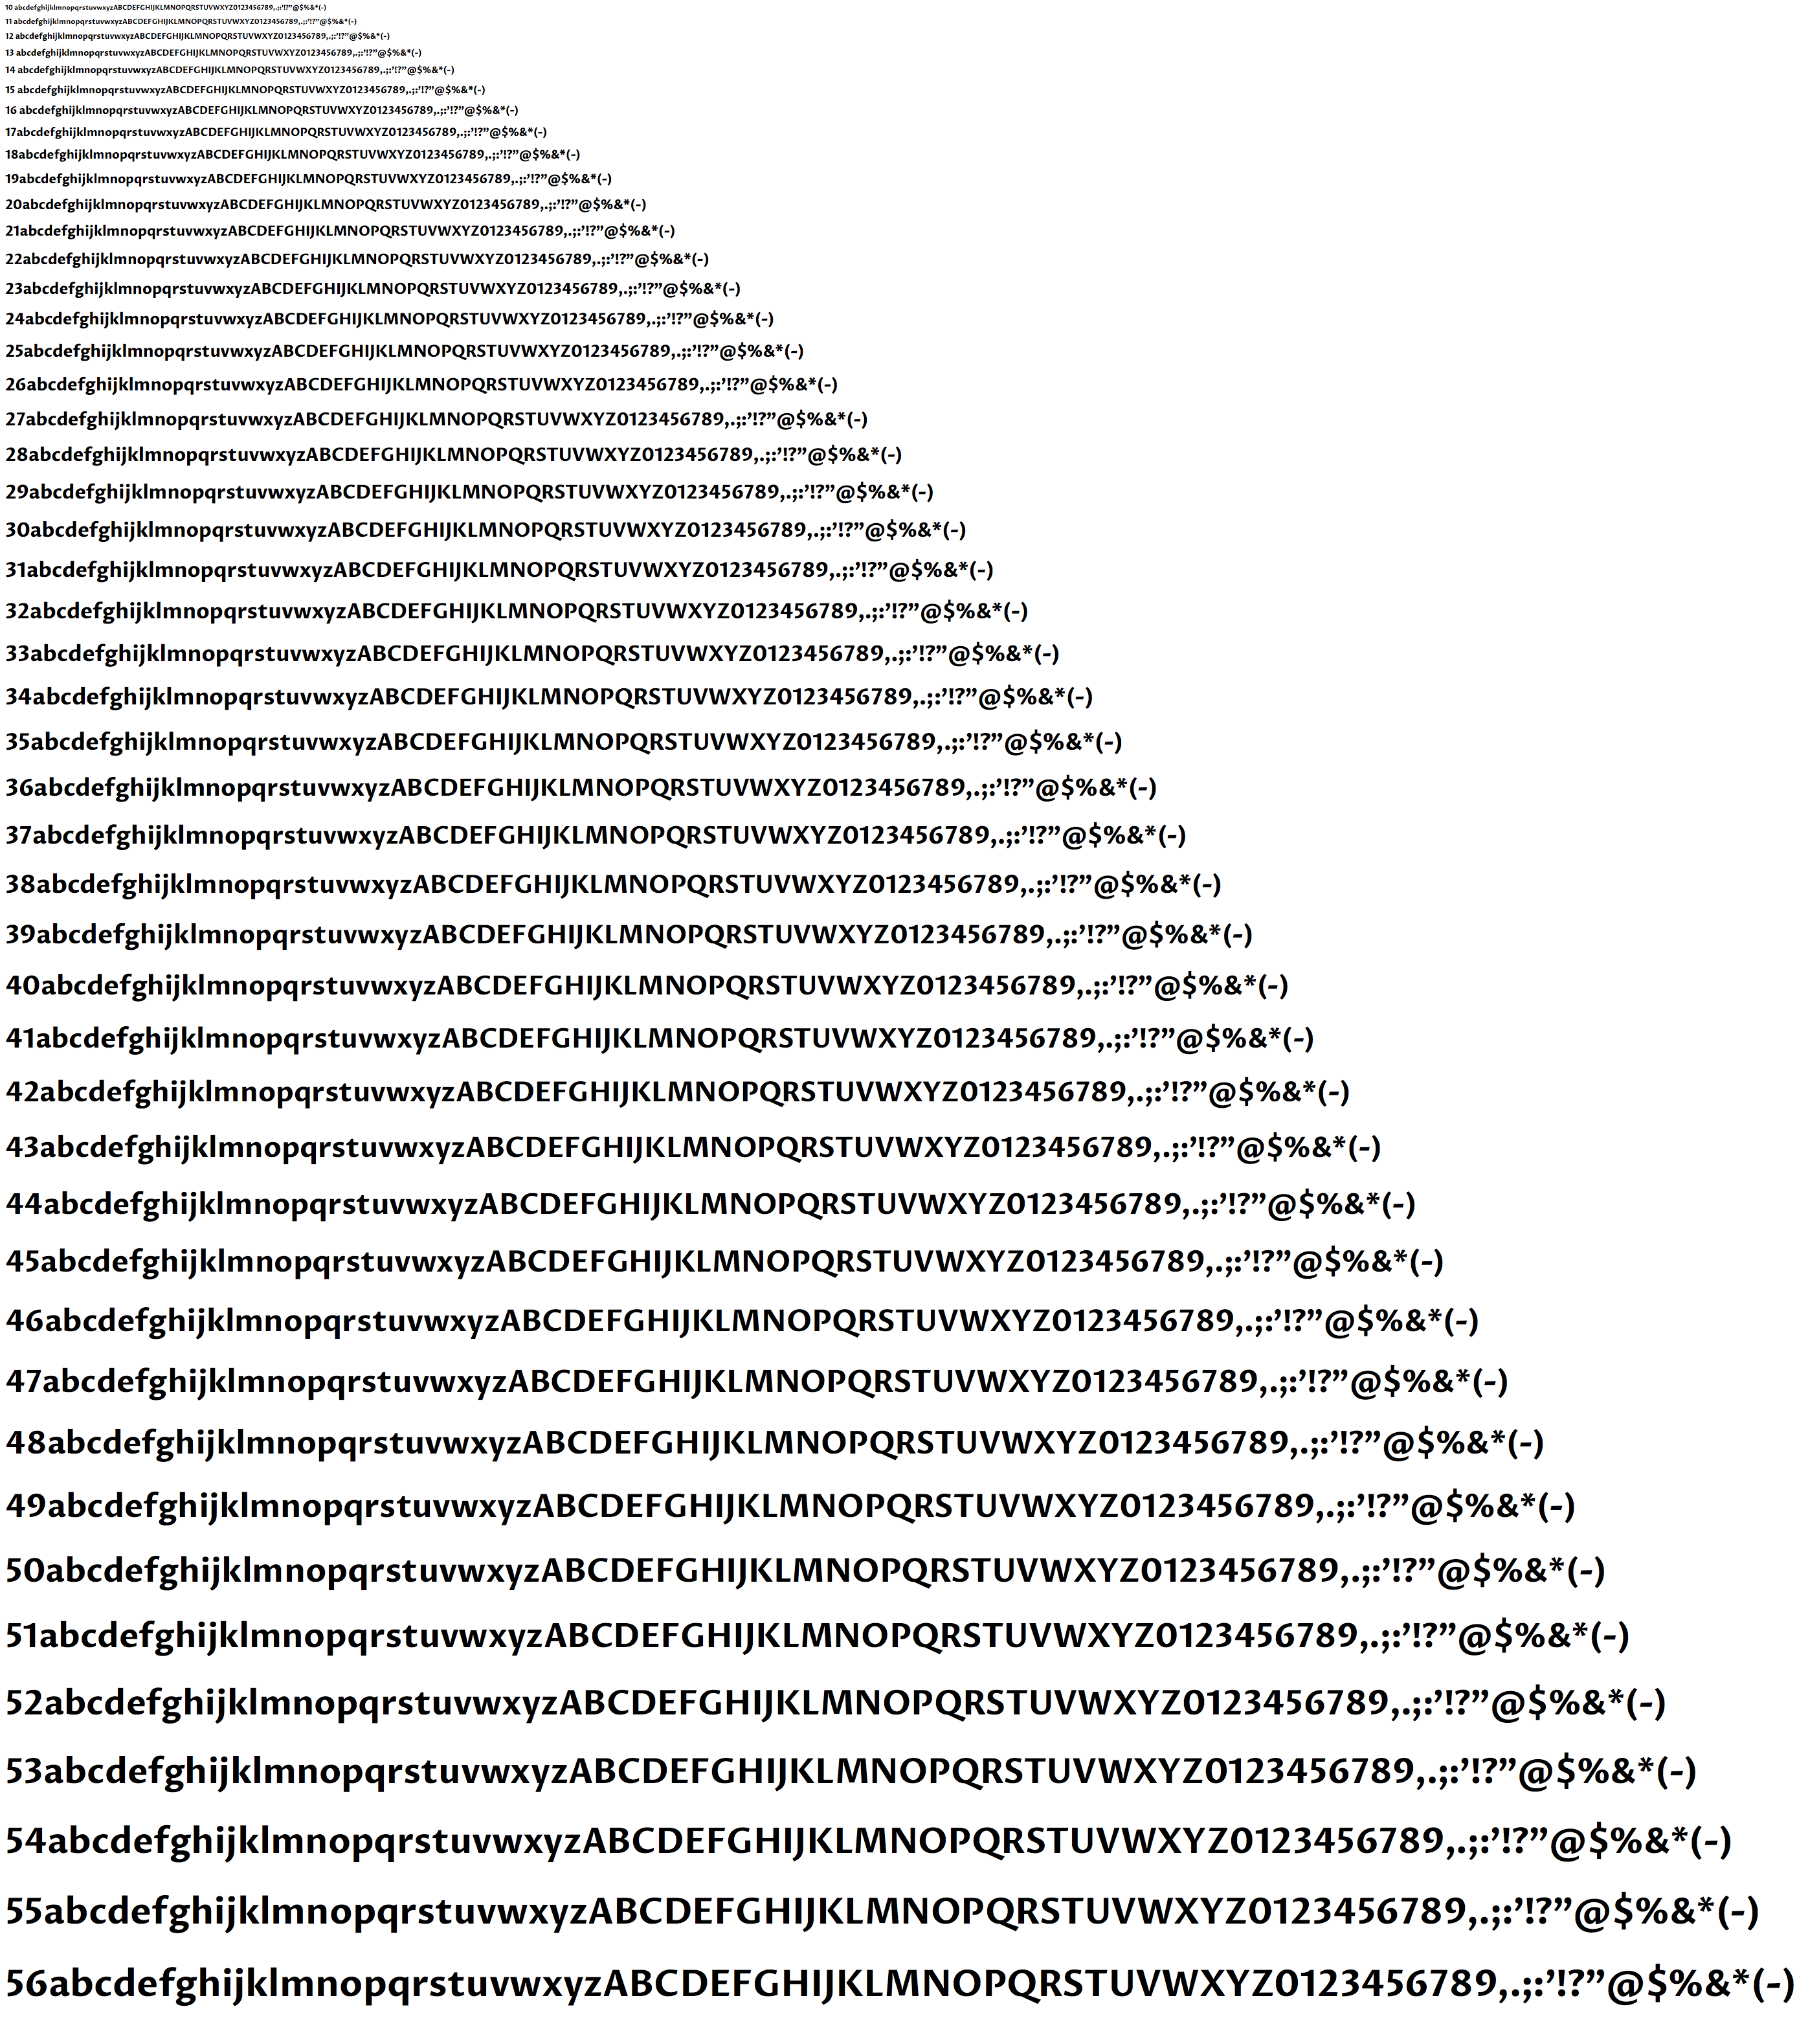 10 abcdefghijklmnopqrstuvwxyzABCDEFGHIJKLMNOPQRSTUVWXYZ0123456789,.;:’!?”@$%&*(-)
11 abcdefghijklmnopqrstuvwxyzABCDEFGHIJKLMNOPQRSTUVWXYZ0123456789,.;:’!?”@$%&*(-)
12 abcdefghijklmnopqrstuvwxyzABCDEFGHIJKLMNOPQRSTUVWXYZ0123456789,.;:’!?”@$%&*(-)
13 abcdefghijklmnopqrstuvwxyzABCDEFGHIJKLMNOPQRSTUVWXYZ0123456789,.;:’!?”@$%&*(-)
14 abcdefghijklmnopqrstuvwxyzABCDEFGHIJKLMNOPQRSTUVWXYZ0123456789,.;:’!?”@$%&*(-)
15 abcdefghijklmnopqrstuvwxyzABCDEFGHIJKLMNOPQRSTUVWXYZ0123456789,.;:’!?”@$%&*(-)
16 abcdefghijklmnopqrstuvwxyzABCDEFGHIJKLMNOPQRSTUVWXYZ0123456789,.;:’!?”@$%&*(-)
17abcdefghijklmnopqrstuvwxyzABCDEFGHIJKLMNOPQRSTUVWXYZ0123456789,.;:’!?”@$%&*(-)
18abcdefghijklmnopqrstuvwxyzABCDEFGHIJKLMNOPQRSTUVWXYZ0123456789,.;:’!?”@$%&*(-)
19abcdefghijklmnopqrstuvwxyzABCDEFGHIJKLMNOPQRSTUVWXYZ0123456789,.;:’!?”@$%&*(-)
20abcdefghijklmnopqrstuvwxyzABCDEFGHIJKLMNOPQRSTUVWXYZ0123456789,.;:’!?”@$%&*(-)
21abcdefghijklmnopqrstuvwxyzABCDEFGHIJKLMNOPQRSTUVWXYZ0123456789,.;:’!?”@$%&*(-)
22abcdefghijklmnopqrstuvwxyzABCDEFGHIJKLMNOPQRSTUVWXYZ0123456789,.;:’!?”@$%&*(-)
23abcdefghijklmnopqrstuvwxyzABCDEFGHIJKLMNOPQRSTUVWXYZ0123456789,.;:’!?”@$%&*(-)
24abcdefghijklmnopqrstuvwxyzABCDEFGHIJKLMNOPQRSTUVWXYZ0123456789,.;:’!?”@$%&*(-)
25abcdefghijklmnopqrstuvwxyzABCDEFGHIJKLMNOPQRSTUVWXYZ0123456789,.;:’!?”@$%&*(-)
26abcdefghijklmnopqrstuvwxyzABCDEFGHIJKLMNOPQRSTUVWXYZ0123456789,.;:’!?”@$%&*(-)
27abcdefghijklmnopqrstuvwxyzABCDEFGHIJKLMNOPQRSTUVWXYZ0123456789,.;:’!?”@$%&*(-)
28abcdefghijklmnopqrstuvwxyzABCDEFGHIJKLMNOPQRSTUVWXYZ0123456789,.;:’!?”@$%&*(-)
29abcdefghijklmnopqrstuvwxyzABCDEFGHIJKLMNOPQRSTUVWXYZ0123456789,.;:’!?”@$%&*(-)
30abcdefghijklmnopqrstuvwxyzABCDEFGHIJKLMNOPQRSTUVWXYZ0123456789,.;:’!?”@$%&*(-)
31abcdefghijklmnopqrstuvwxyzABCDEFGHIJKLMNOPQRSTUVWXYZ0123456789,.;:’!?”@$%&*(-)
32abcdefghijklmnopqrstuvwxyzABCDEFGHIJKLMNOPQRSTUVWXYZ0123456789,.;:’!?”@$%&*(-)
33abcdefghijklmnopqrstuvwxyzABCDEFGHIJKLMNOPQRSTUVWXYZ0123456789,.;:’!?”@$%&*(-)
34abcdefghijklmnopqrstuvwxyzABCDEFGHIJKLMNOPQRSTUVWXYZ0123456789,.;:’!?”@$%&*(-)
35abcdefghijklmnopqrstuvwxyzABCDEFGHIJKLMNOPQRSTUVWXYZ0123456789,.;:’!?”@$%&*(-)
36abcdefghijklmnopqrstuvwxyzABCDEFGHIJKLMNOPQRSTUVWXYZ0123456789,.;:’!?”@$%&*(-)
37abcdefghijklmnopqrstuvwxyzABCDEFGHIJKLMNOPQRSTUVWXYZ0123456789,.;:’!?”@$%&*(-)
38abcdefghijklmnopqrstuvwxyzABCDEFGHIJKLMNOPQRSTUVWXYZ0123456789,.;:’!?”@$%&*(-)
39abcdefghijklmnopqrstuvwxyzABCDEFGHIJKLMNOPQRSTUVWXYZ0123456789,.;:’!?”@$%&*(-)
40abcdefghijklmnopqrstuvwxyzABCDEFGHIJKLMNOPQRSTUVWXYZ0123456789,.;:’!?”@$%&*(-)
41abcdefghijklmnopqrstuvwxyzABCDEFGHIJKLMNOPQRSTUVWXYZ0123456789,.;:’!?”@$%&*(-)
42abcdefghijklmnopqrstuvwxyzABCDEFGHIJKLMNOPQRSTUVWXYZ0123456789,.;:’!?”@$%&*(-)
43abcdefghijklmnopqrstuvwxyzABCDEFGHIJKLMNOPQRSTUVWXYZ0123456789,.;:’!?”@$%&*(-)
44abcdefghijklmnopqrstuvwxyzABCDEFGHIJKLMNOPQRSTUVWXYZ0123456789,.;:’!?”@$%&*(-)
45abcdefghijklmnopqrstuvwxyzABCDEFGHIJKLMNOPQRSTUVWXYZ0123456789,.;:’!?”@$%&*(-)
46abcdefghijklmnopqrstuvwxyzABCDEFGHIJKLMNOPQRSTUVWXYZ0123456789,.;:’!?”@$%&*(-)
47abcdefghijklmnopqrstuvwxyzABCDEFGHIJKLMNOPQRSTUVWXYZ0123456789,.;:’!?”@$%&*(-)
48abcdefghijklmnopqrstuvwxyzABCDEFGHIJKLMNOPQRSTUVWXYZ0123456789,.;:’!?”@$%&*(-)
49abcdefghijklmnopqrstuvwxyzABCDEFGHIJKLMNOPQRSTUVWXYZ0123456789,.;:’!?”@$%&*(-)
50abcdefghijklmnopqrstuvwxyzABCDEFGHIJKLMNOPQRSTUVWXYZ0123456789,.;:’!?”@$%&*(-)
51abcdefghijklmnopqrstuvwxyzABCDEFGHIJKLMNOPQRSTUVWXYZ0123456789,.;:’!?”@$%&*(-)
52abcdefghijklmnopqrstuvwxyzABCDEFGHIJKLMNOPQRSTUVWXYZ0123456789,.;:’!?”@$%&*(-)
53abcdefghijklmnopqrstuvwxyzABCDEFGHIJKLMNOPQRSTUVWXYZ0123456789,.;:’!?”@$%&*(-)
54abcdefghijklmnopqrstuvwxyzABCDEFGHIJKLMNOPQRSTUVWXYZ0123456789,.;:’!?”@$%&*(-)
55abcdefghijklmnopqrstuvwxyzABCDEFGHIJKLMNOPQRSTUVWXYZ0123456789,.;:’!?”@$%&*(-)
56abcdefghijklmnopqrstuvwxyzABCDEFGHIJKLMNOPQRSTUVWXYZ0123456789,.;:’!?”@$%&*(-)